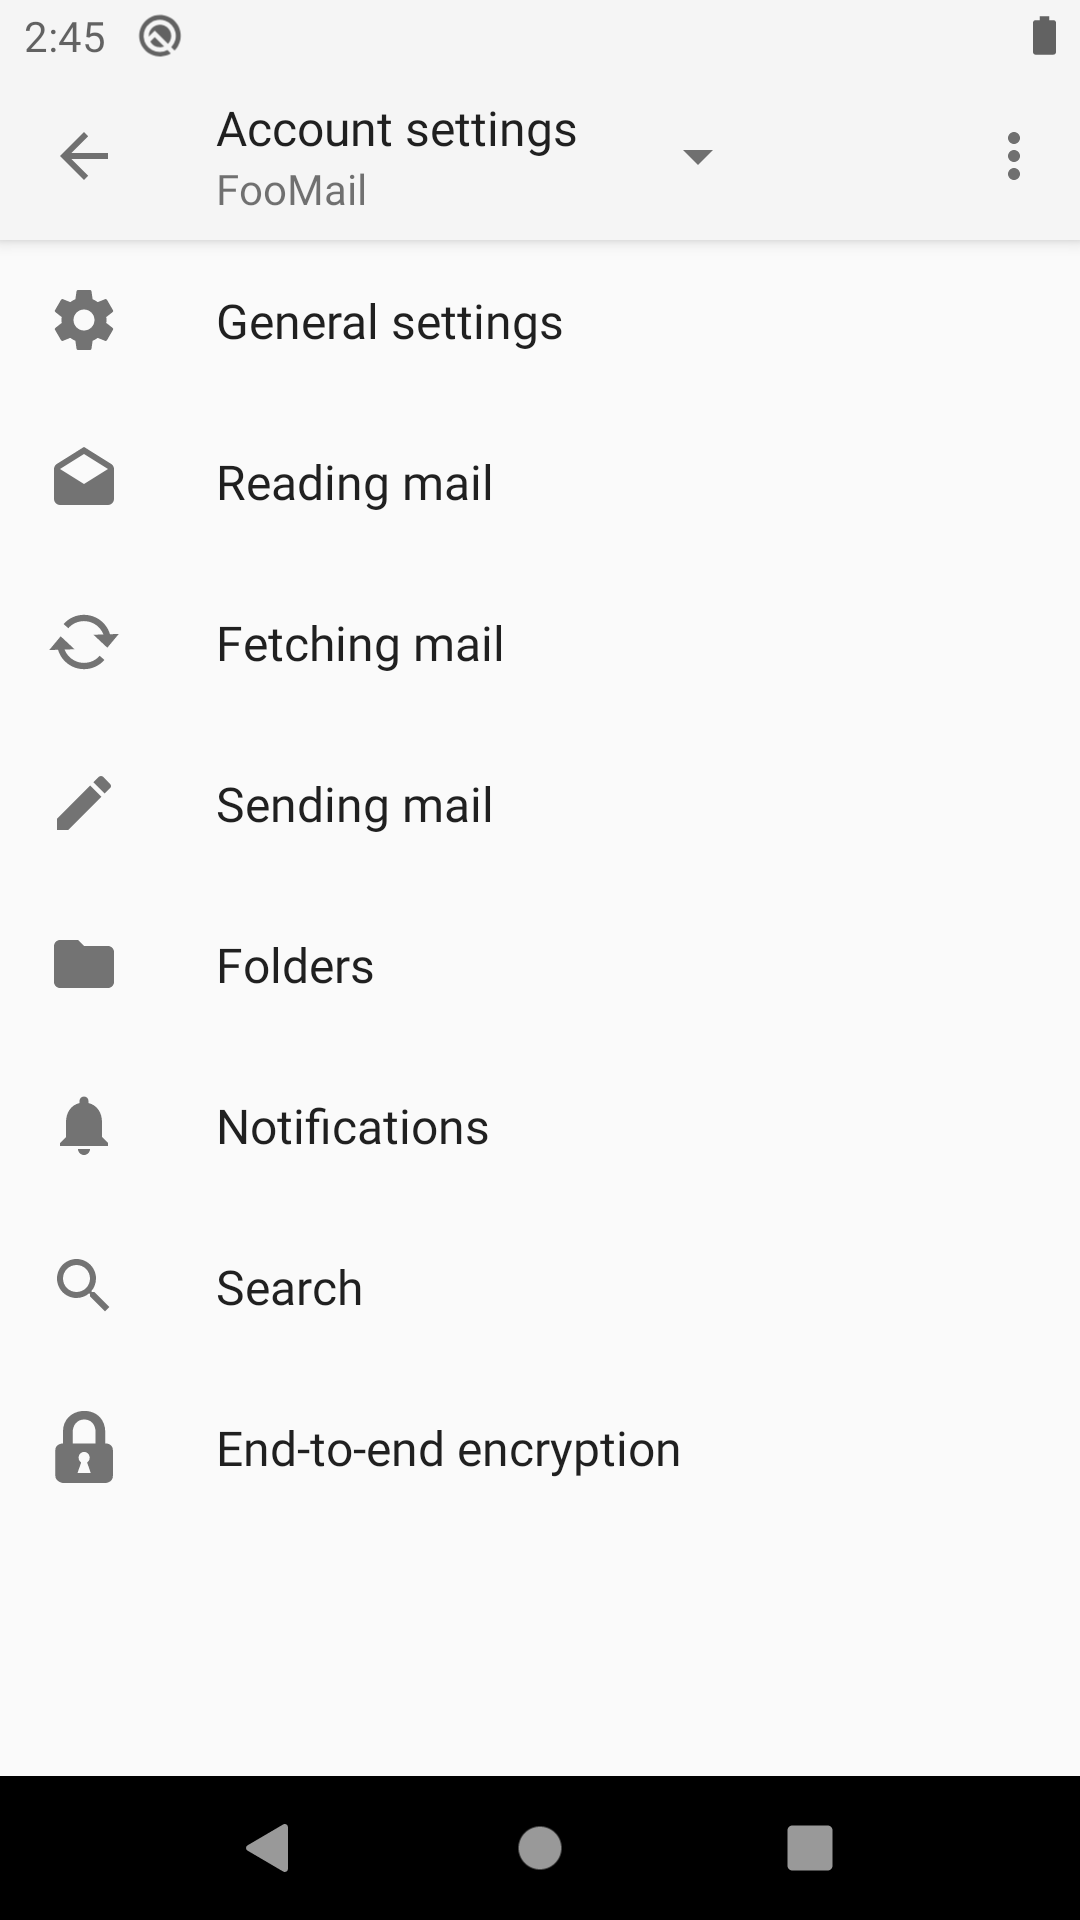 2:45
Account settings
FooMail
General settings
Reading mail
Fetching mail
Sending mail
Folders
Notifications
Search
End-to-end encryption